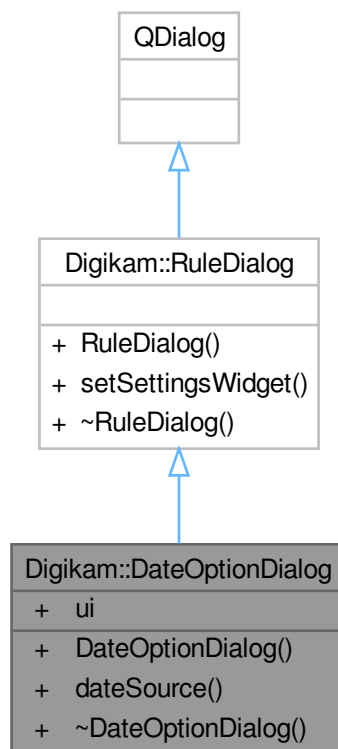 QDialog
Digikam::RuleDialog
+ RuleDialog()
+ setSettingsWidget()
+ ~RuleDialog()
Digikam::DateOptionDialog
+ ui
+ DateOptionDialog()
+ dateSource()
+ ~DateOptionDialog()